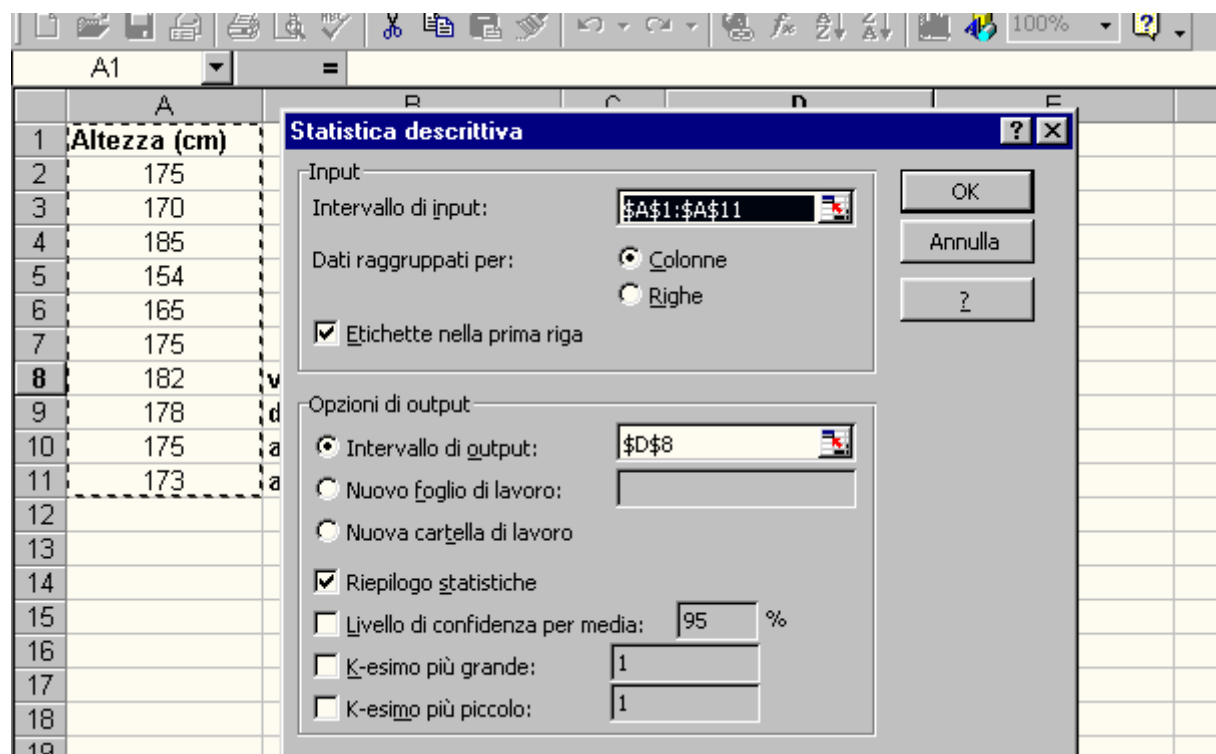 100%
A1 =
A B C D E
1 Altezza (cm)
2 175
3 170
4 185
5 154
6 165
7 175
8 182 v
9 178 d
10 175 a
11 173 a
12
13
14
15
16
17
18
19
Statistica descrittiva ? X
Input
Intervallo di input: $A$1:$A$11
Dati raggruppati per: Colonne
Righe
Etichette nella prima riga
OK
Annulla
?
Opzioni di output
Intervallo di output: $D$8
Nuovo foglio di lavoro:
Nuova cartella di lavoro
Riepilogo statistiche
Livello di confidenza per media: 95 %
K-esimo più grande: 1
K-esimo più piccolo: 1